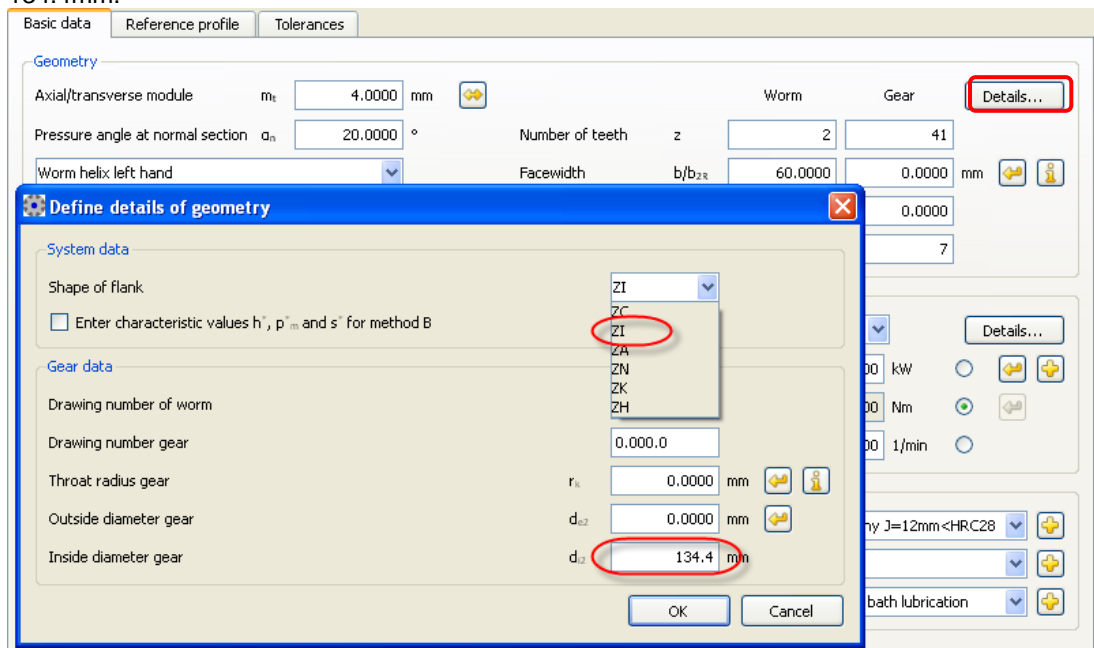 Basic data Reference profile Tolerances
Geometry
Axial/transverse module mt 4.0000 mm Worm Gear Details...
Pressure angle at normal section αn 20.0000 ° Number of teeth z 2 41
Worm helix left hand Facewidth b/b2R 60.0000 0.0000 mm
Define details of geometry 0.0000
System data 7
Shape of flank ZI
ZC
Enter characteristic values h*, p*m and s* for method B ZI Details...
ZA
Gear data ZN kW
ZK
Drawing number of worm ZH Nm
Drawing number gear 0.000.0 1/min
Throat radius gear rk 0.0000 mm
Outside diameter gear de2 0.0000 mm J=12mm<HRC28
Inside diameter gear di2 134.4 mm
OK Cancel bath lubrication